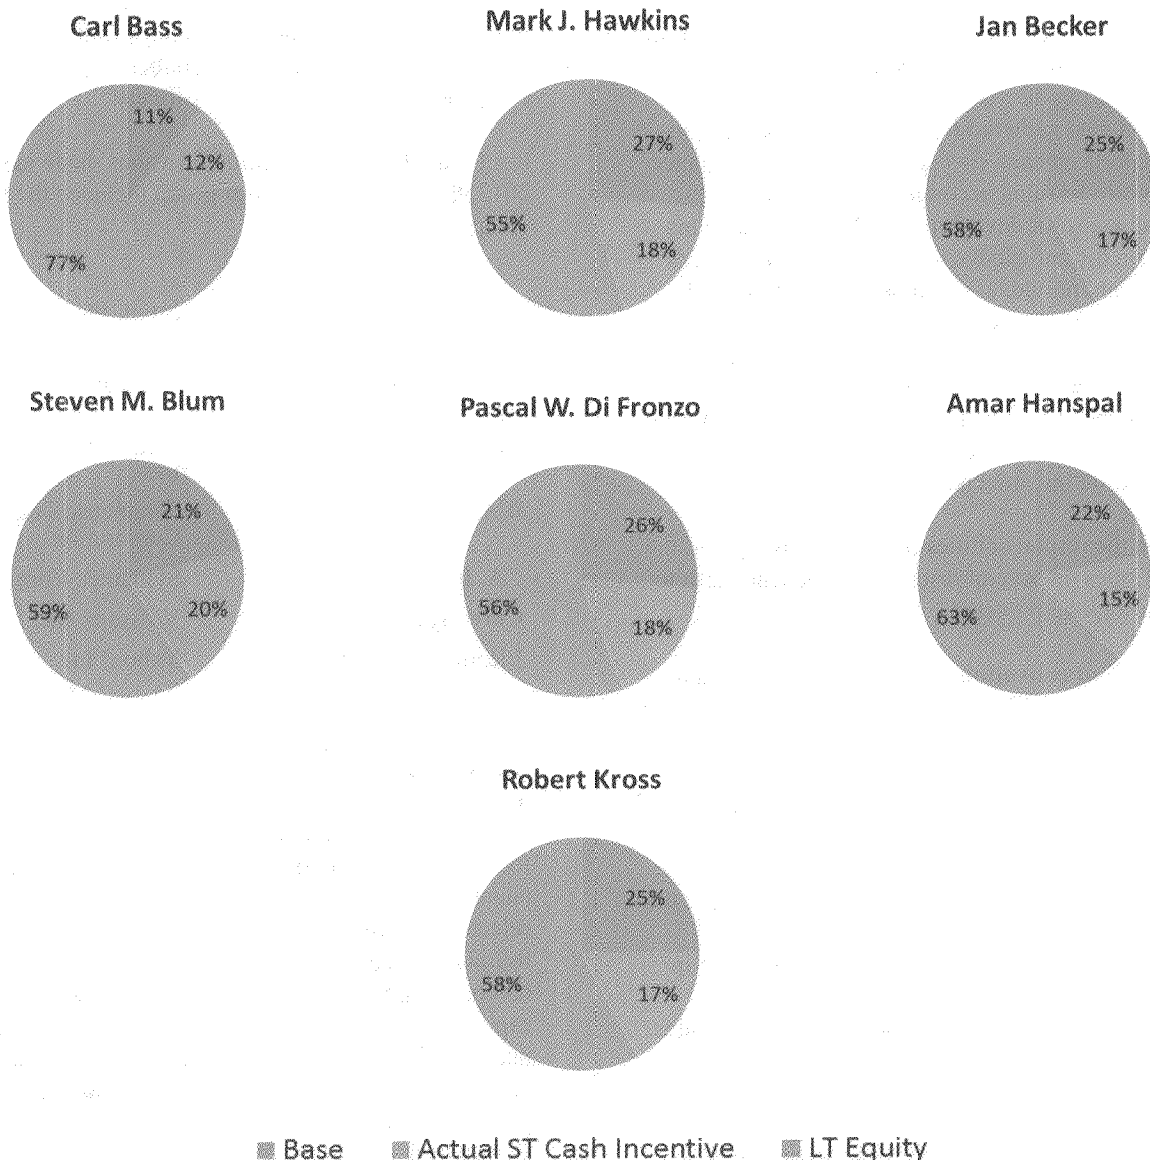 Carl Bass
Mark J. Hawkins
Jan Becker
11%
12%
77%
27%
18%
55%
25%
17%
58%
Steven M. Blum
Pascal W. Di Fronzo
Amar Hanspal
21%
20%
59%
26%
18%
56%
22%
15%
63%
Robert Kross
25%
17%
58%
Base
Actual ST Cash Incentive
LT Equity